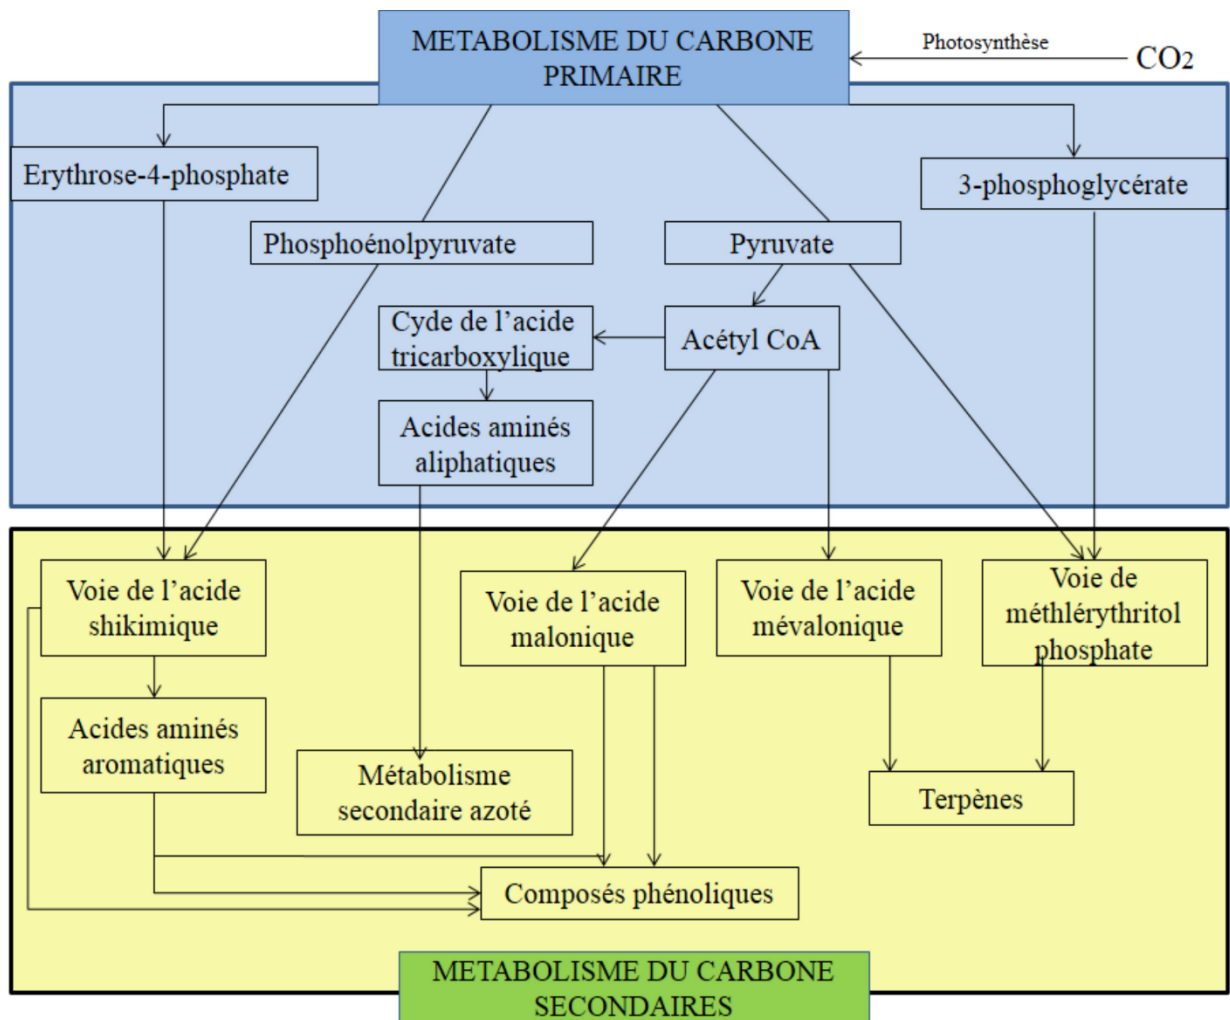 METABOLISME DU CARBONE
PRIMAIRE
Photosynthèse
CO2
Erythrose-4-phosphate
3-phosphoglycérate
Phosphoénolpyruvate
Pyruvate
Cyde de l’acide
tricarboxylique
Acétyl CoA
Acides aminés
aliphatiques
Voie de l’acide
shikimique
Voie de l’acide
malonique
Voie de l’acide
mévalonique
Voie de
méthlérythritol
phosphate
Acides aminés
aromatiques
Métabolisme
secondaire azoté
Terpènes
Composés phénoliques
METABOLISME DU CARBONE
SECONDAIRES